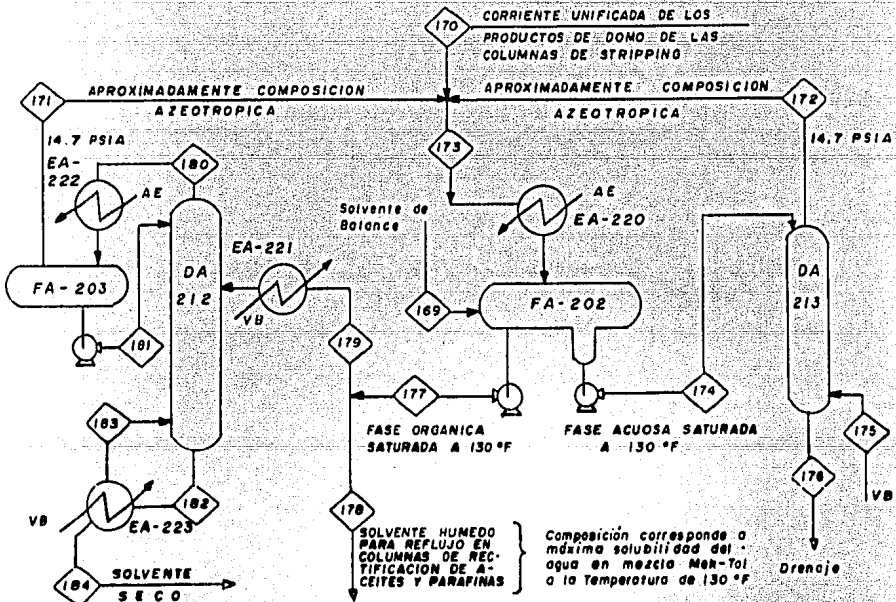 170
CORRIENTE UNIFICADA DE LOS
PRODUCTOS DE DOMO DE LAS
COLUMNAS DE STRIPPING
171
APROXIMADAMENTE COMPOSICION
AZEOTROPICA
APROXIMADAMENTE COMPOSICION
AZEOTROPICA
172
14.7 PSIA
EA-
222
180
AE
173
AE
EA-220
14.7 PSIA
Solvente de
Balance
EA-221
DA
212
FA-203
FA-202
DA
213
169
VB
181
179
177
174
183
FASE ORGANICA
SATURADA A 130 °F
FASE ACUOSA SATURADA
A 130 °F
175
VB
182
EA-223
VB
178
176
184
SOLVENTE
SECO
SOLVENTE HUMEDO
PARA REFLUJO EN
COLUMNAS DE REC-
TIFICACION DE A-
CEITES Y PARAFINAS
Composición corresponde a
máxima solubilidad del
agua en mezcla Mek-Tol
a la Temperatura de 130 °F
Drenaje